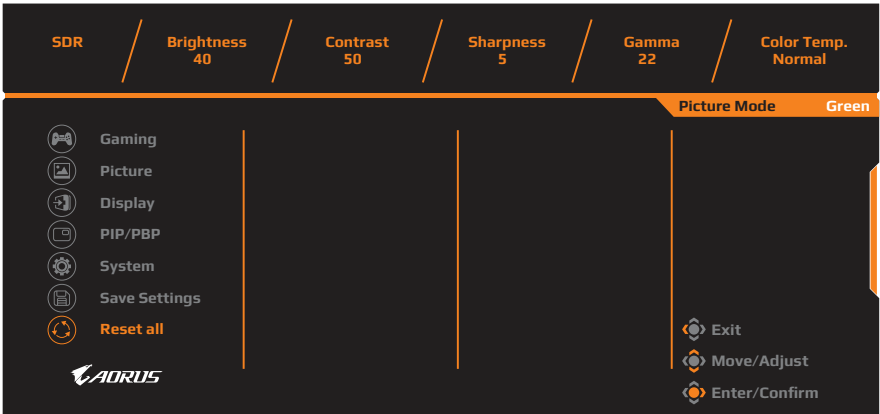 SDR
Brightness
40
Contrast
50
Sharpness
5
Gamma
22
Color Temp.
Normal
Picture Mode Green
Gaming
Picture
Display
PIP/PBP
System
Save Settings
Reset all
AORUS
Exit
Move/Adjust
Enter/Confirm